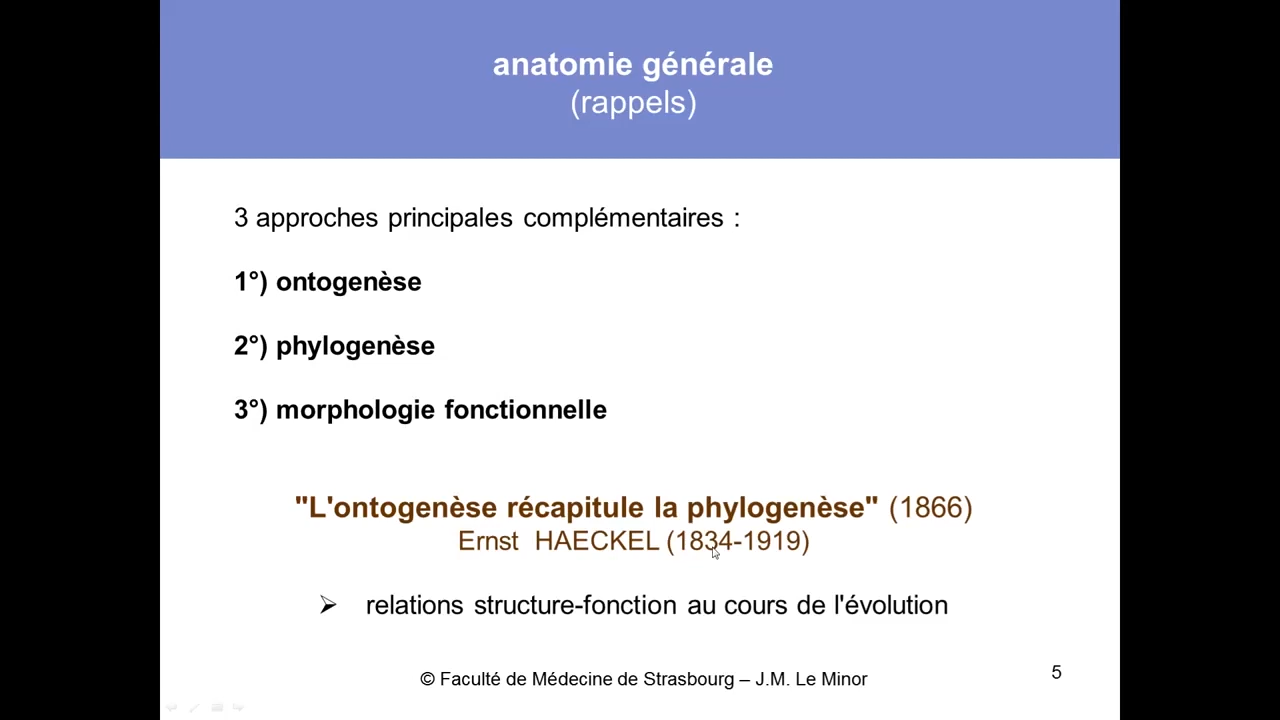 anatomie générale
(rappels)
3 approches principales complémentaires :
1°) ontogenèse
2°) phylogenèse
3°) morphologie fonctionnelle
"L'ontogenèse récapitule la phylogenèse" (1866)
Ernst HAECKEL (1834-1919)
➢ relations structure-fonction au cours de l'évolution
© Faculté de Médecine de Strasbourg – J.M. Le Minor
5